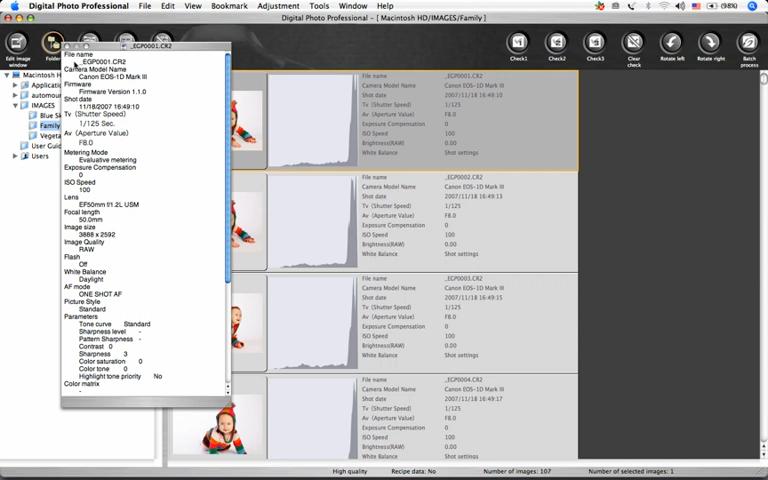 Digital Photo Professional File Edit View Bookmark Adjustment Tools Window Help (98%)
Digital Photo Professional - [ Macintosh HD/IMAGES/Family ]
Edit image window
Folder
Check1
Check2
Check3
Clear check
Rotate left
Rotate right
Batch process
Macintosh H
Applicati
automour
IMAGES
Blue Sk
Family
Vegeta
User Guid
Users
_EGP0001.CR2
File name
_EGP0001.CR2
Camera Model Name
Canon EOS-1D Mark III
Firmware
Firmware Version 1.1.0
Shot date
11/18/2007 16:49:10
Tv (Shutter Speed)
1/125 Sec.
Av (Aperture Value)
F8.0
Metering Mode
Evaluative metering
Exposure Compensation
0
ISO Speed
100
Lens
EF50mm f/1.2L USM
Focal length
50.0mm
Image size
3888 x 2592
Image Quality
RAW
Flash
Off
White Balance
Daylight
AF mode
ONE SHOT AF
Picture Style
Standard
Parameters
Tone curve Standard
Sharpness level -
Pattern Sharpness -
Contrast 0
Sharpness 3
Color saturation 0
Color tone 0
Highlight tone priority No
Color matrix
-
File name _EGP0001.CR2
Camera Model Name Canon EOS-1D Mark III
Shot date 2007/11/18 16:49:10
Tv (Shutter Speed) 1/125
Av (Aperture Value) F8.0
Exposure Compensation 0
ISO Speed 100
Brightness(RAW) 0.00
White Balance Shot settings
File name _EGP0002.CR2
Camera Model Name Canon EOS-1D Mark III
Shot date 2007/11/18 16:49:13
Tv (Shutter Speed) 1/125
Av (Aperture Value) F8.0
Exposure Compensation 0
ISO Speed 100
Brightness(RAW) 0.00
White Balance Shot settings
File name _EGP0003.CR2
Camera Model Name Canon EOS-1D Mark III
Shot date 2007/11/18 16:49:15
Tv (Shutter Speed) 1/125
Av (Aperture Value) F8.0
Exposure Compensation 0
ISO Speed 100
Brightness(RAW) 0.00
White Balance Shot settings
File name _EGP0004.CR2
Camera Model Name Canon EOS-1D Mark III
Shot date 2007/11/18 16:49:17
Tv (Shutter Speed) 1/125
Av (Aperture Value) F8.0
Exposure Compensation 0
ISO Speed 100
Brightness(RAW) 0.00
White Balance Shot settings
High quality Recipe data: No Number of images: 107 Number of selected images: 1